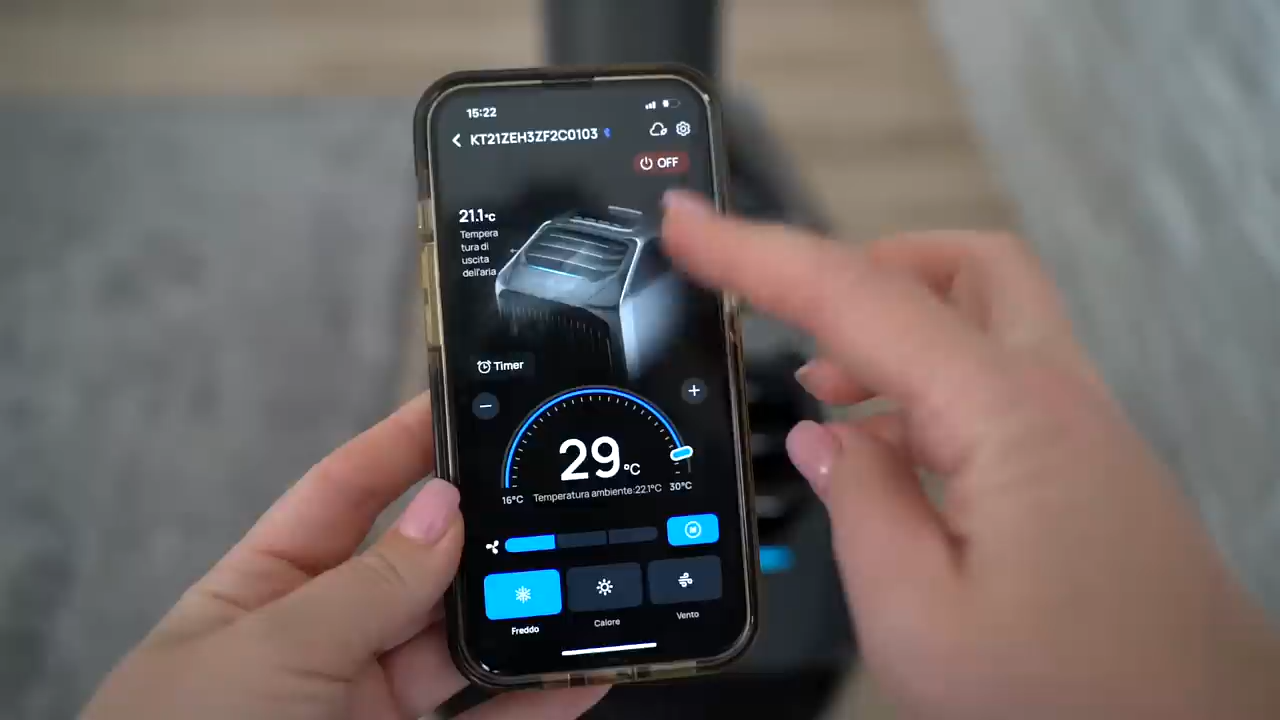 15:22
KT21ZEH3ZF2C0103
OFF
21.1°C
Tempera
tura di
uscita
dell'aria
Timer
29°C
16°C
Temperatura ambiente:22.1°C
30°C
Freddo
Calore
Vento